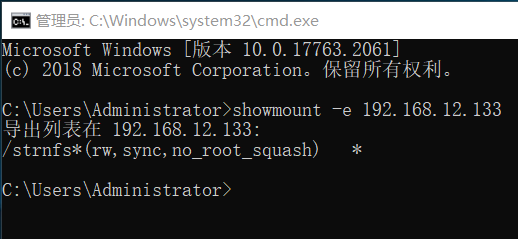 管理员: C:\Windows\system32\cmd.exe
Microsoft Windows [版本 10.0.17763.2061]
(c) 2018 Microsoft Corporation。保留所有权利。
C:\Users\Administrator>showmount -e 192.168.12.133
导出列表在 192.168.12.133:
/strnfs*(rw,sync,no_root_squash)   *
C:\Users\Administrator>